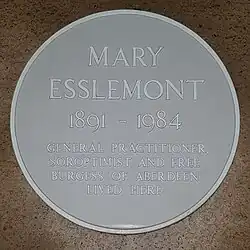 MARY
ESSLEMONT
1891 - 1984
GENERAL PRACTITIONER,
SOROPTIMIST AND FREE
BURGESS OF ABERDEEN
LIVED HERE